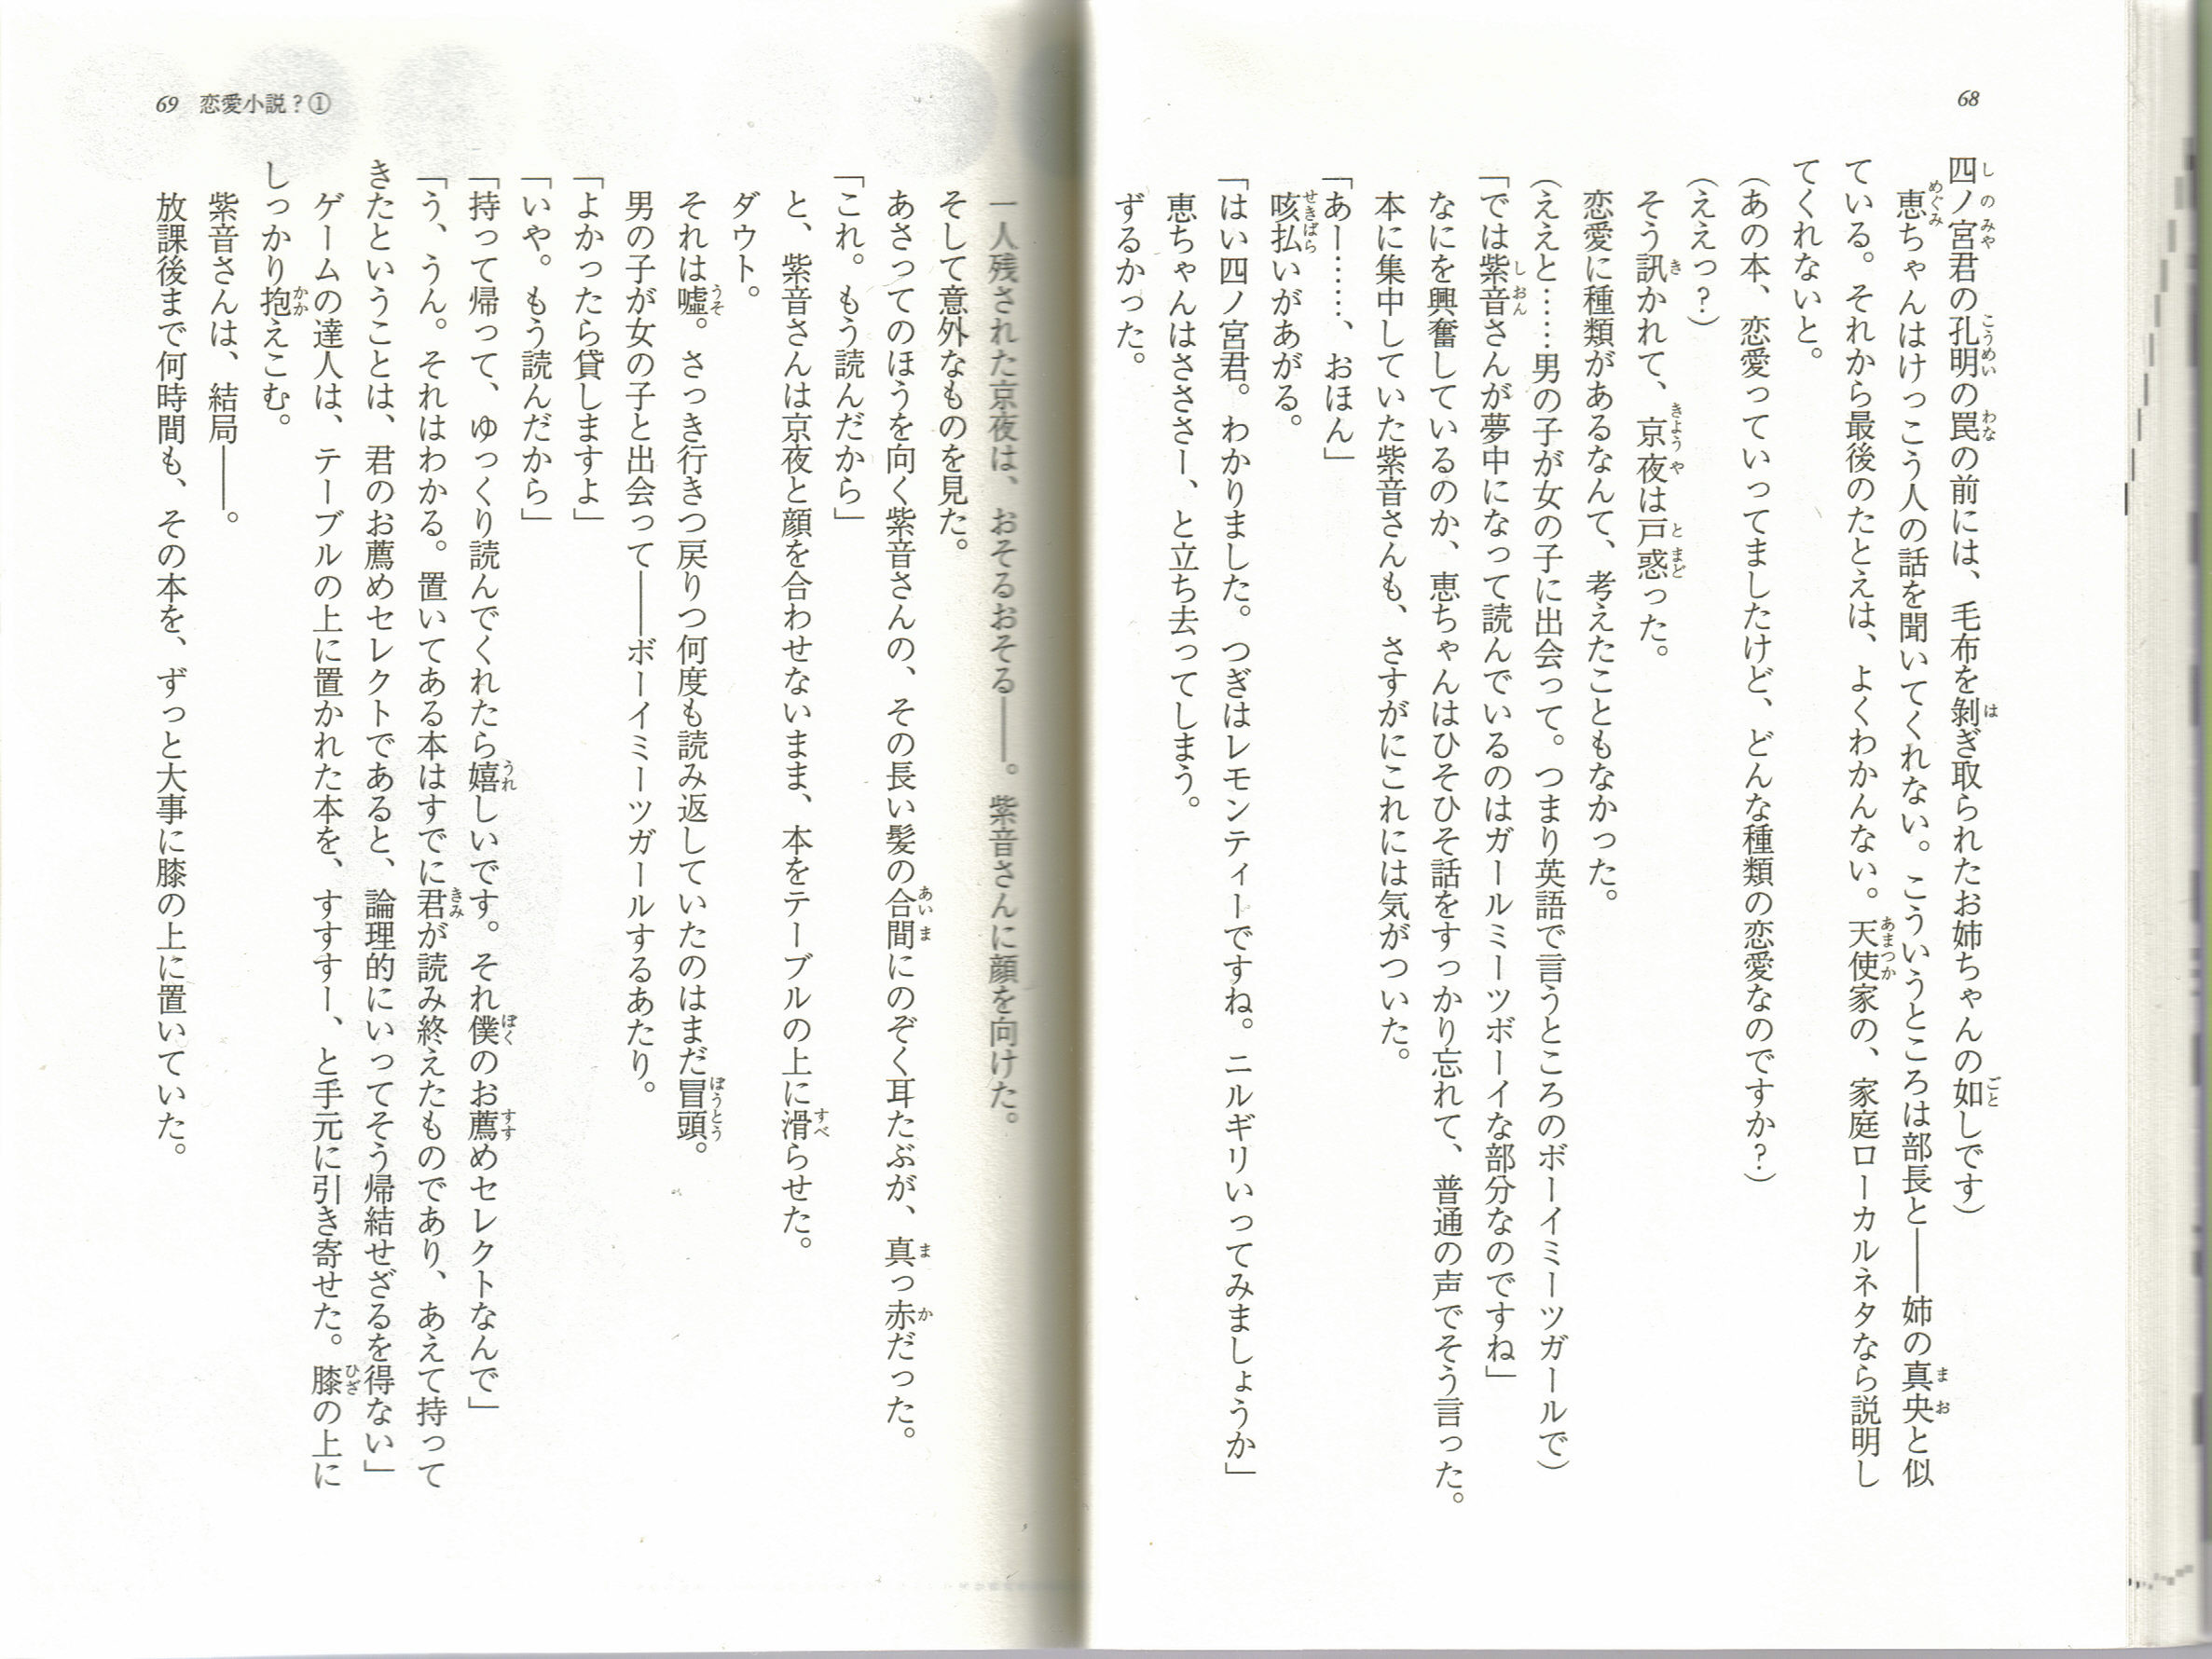 68
四ノ宮君の孔明の罠の前には、毛布を剝ぎ取られたお姉ちゃんの如しです）
恵ちゃんはけっこう人の話を聞いてくれない。こういうところは部長と――姉の真央と似
ている。それから最後のたとえは、よくわかんない。天使家の、家庭ローカルネタなら説明し
てくれないと。
（あの本、恋愛っていってましたけど、どんな種類の恋愛なのですか？）
（ええっ？）
そう訊かれて、京夜は戸惑った。
恋愛に種類があるなんて、考えたこともなかった。
（ええと……男の子が女の子に出会って。つまり英語で言うところのボーイミーツガールで）
「では紫音さんが夢中になって読んでいるのはガールミーツボーイな部分なのですね」
なにを興奮しているのか、恵ちゃんはひそひそ話をすっかり忘れて、普通の声でそう言った。
本に集中していた紫音さんも、さすがにこれには気がついた。
「あー……、おほん」
咳払いがあがる。
「はい四ノ宮君。わかりました。つぎはレモンティーですね。ニルギリいってみましょうか」
恵ちゃんはささささー、と立ち去ってしまう。
ずるかった。
一人残された京夜は、おそるおそる――。紫音さんに顔を向けた。
そして意外なものを見た。
あさってのほうを向く紫音さんの、その長い髪の合間にのぞく耳たぶが、真っ赤だった。
「これ。もう読んだから」
と、紫音さんは京夜と顔を合わせないまま、本をテーブルの上に滑らせた。
ダウト。
それは嘘。さっき行きつ戻りつ何度も読み返していたのはまだ冒頭。
男の子が女の子と出会って――ボーイミーツガールするあたり。
「よかったら貸しますよ」
「いや。もう読んだから」
「持って帰って、ゆっくり読んでくれたら嬉しいです。それ僕のお薦めセレクトなんで」
「う、うん。それはわかる。置いてある本はすでに君が読み終えたものであり、あえて持って
きたということは、君のお薦めセレクトであると、論理的にいってそう帰結せざるを得ない」
ゲームの達人は、テーブルの上に置かれた本を、すすすー、と手元に引き寄せた。膝の上に
しっかり抱えこむ。
紫音さんは、結局――。
放課後まで何時間も、その本を、ずっと大事に膝の上に置いていた。
69 恋愛小説？①